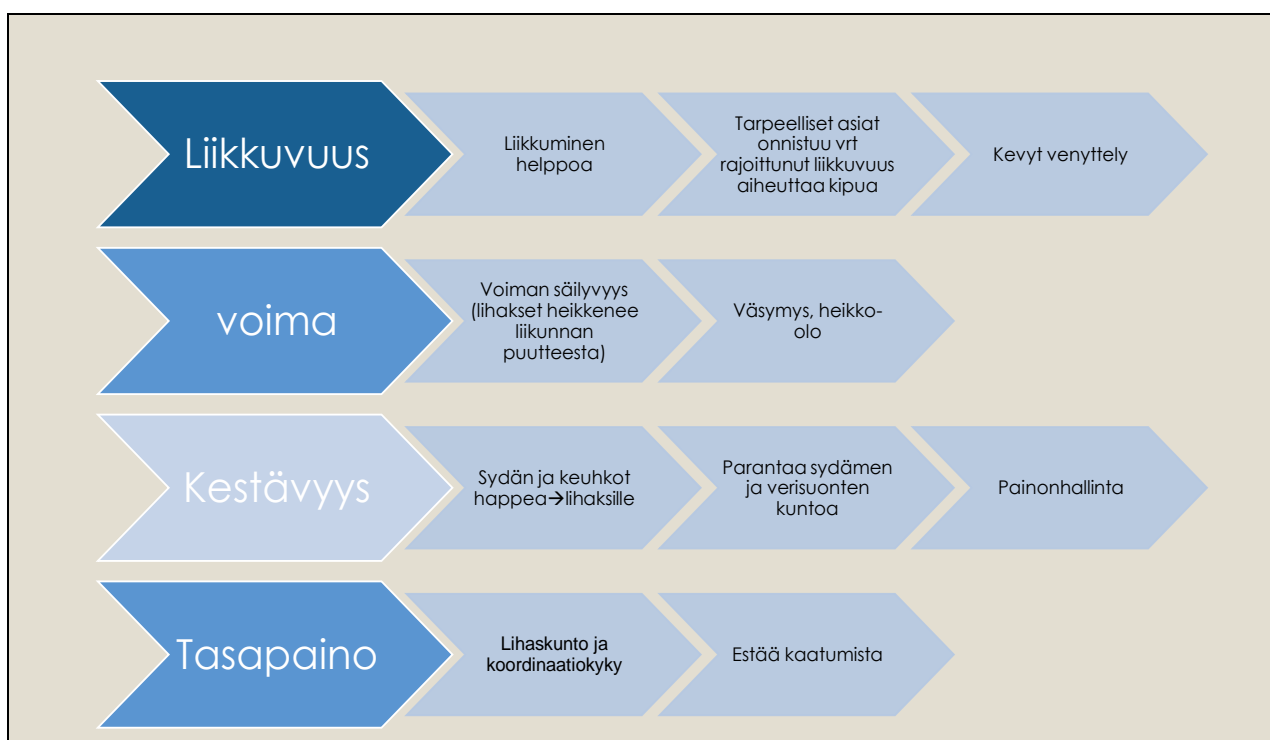 Liikkuvuus
Liikkuminen
helppoa
Tarpeelliset asiat
onnistuu vrt
rajoittunut liikkuvuus
aiheuttaa kipua
Kevyt venyttely
voima
Voiman säilyvyys
(lihakset heikkenee
liikunnan
puutteesta)
Väsymys, heikko-
olo
Kestävyys
Sydän ja keuhkot
happea→lihaksille
Parantaa sydämen
ja verisuonten
kuntoa
Painonhallinta
Tasapaino
Lihaskunto ja
koordinaatiokyky
Estää kaatumista